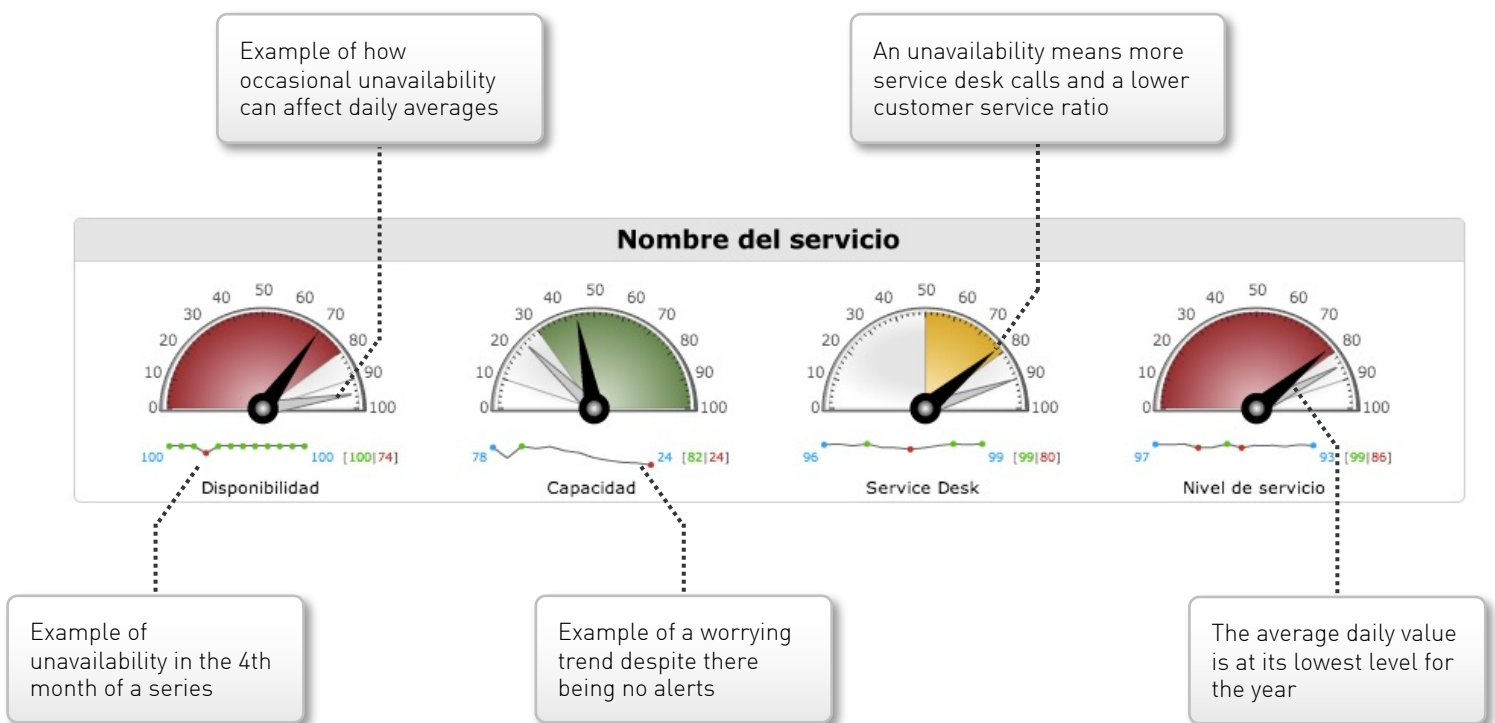 Example of how
occasional unavailability
can affect daily averages
An unavailability means more
service desk calls and a lower
customer service ratio
Nombre del servicio
0 10 20 30 40 50 60 70 80 90 100
0 10 20 30 40 50 60 70 80 90 100
0 10 20 30 40 50 60 70 80 90 100
0 10 20 30 40 50 60 70 80 90 100
100 100 [100|74]
78 24 [82|24]
96 99 [99|80]
97 93 [99|86]
Disponibilidad
Capacidad
Service Desk
Nivel de servicio
Example of
unavailability in the 4th
month of a series
Example of a worrying
trend despite there
being no alerts
The average daily value
is at its lowest level for
the year